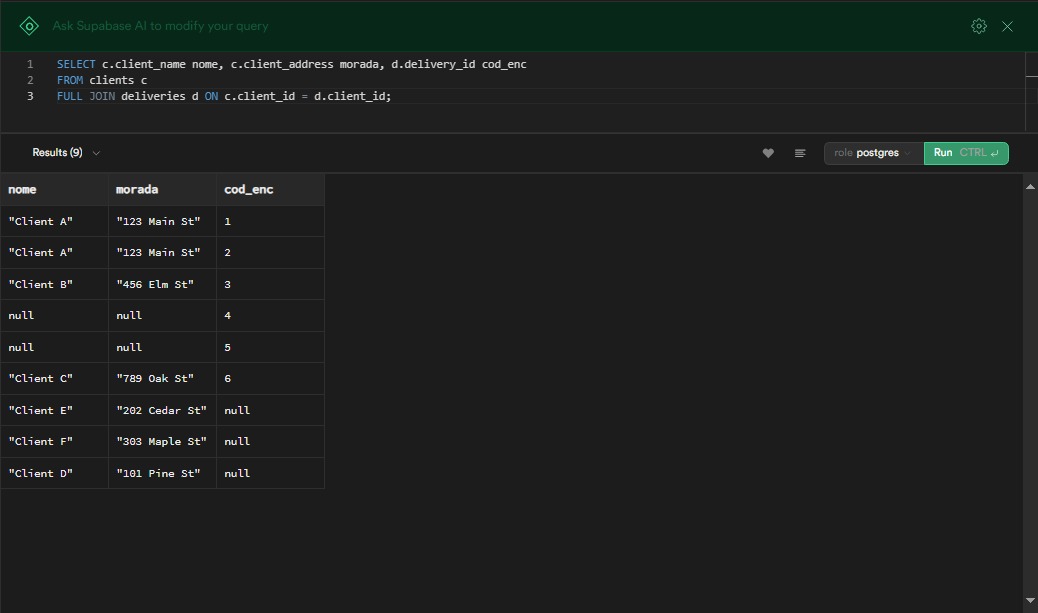 Ask Supabase AI to modify your query
1 SELECT c.client_name nome, c.client_address morada, d.delivery_id cod_enc
2 FROM clients c
3 FULL JOIN deliveries d ON c.client_id = d.client_id;
Results (9) role postgres Run CTRL ↵
nome morada cod_enc
"Client A" "123 Main St" 1
"Client A" "123 Main St" 2
"Client B" "456 Elm St" 3
null null 4
null null 5
"Client C" "789 Oak St" 6
"Client E" "202 Cedar St" null
"Client F" "303 Maple St" null
"Client D" "101 Pine St" null